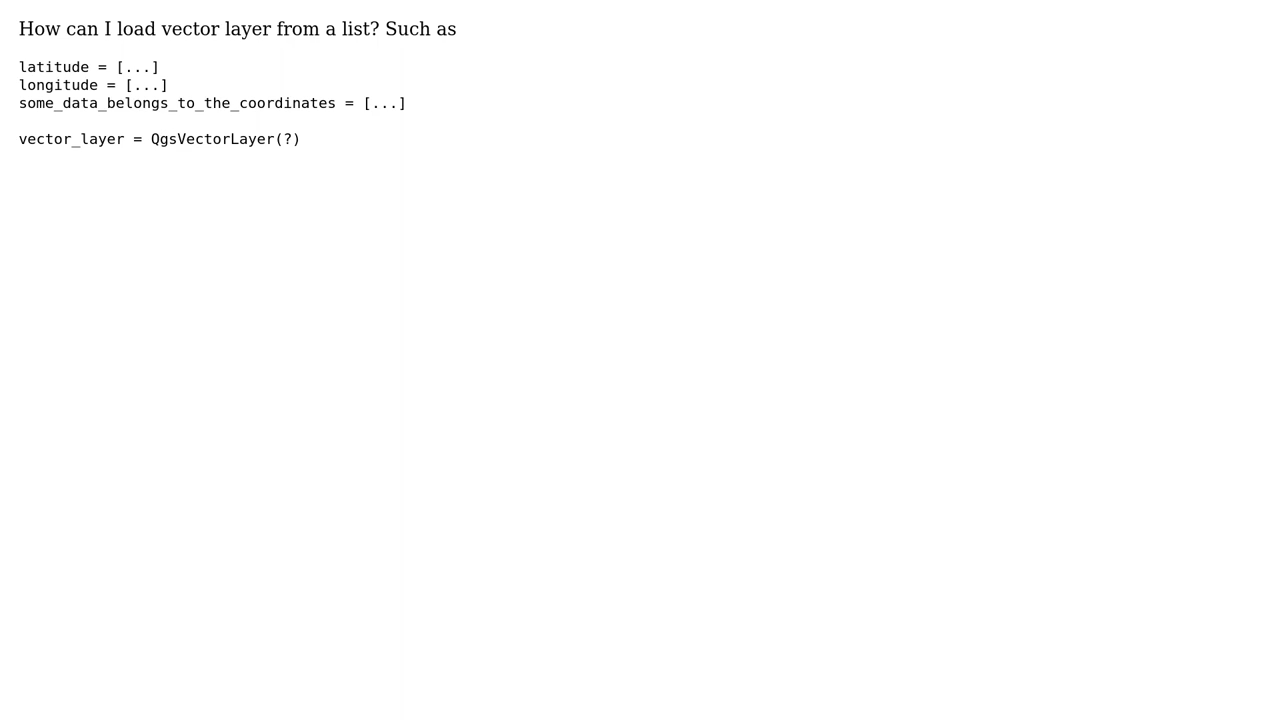 How can I load vector layer from a list? Such as
latitude = [...]
longitude = [...]
some_data_belongs_to_the_coordinates = [...]
vector_layer = QgsVectorLayer(?)